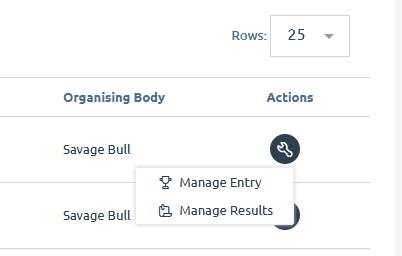 Rows: 25
Organising Body Actions
Savage Bull
Manage Entry
Savage Bull Manage Results